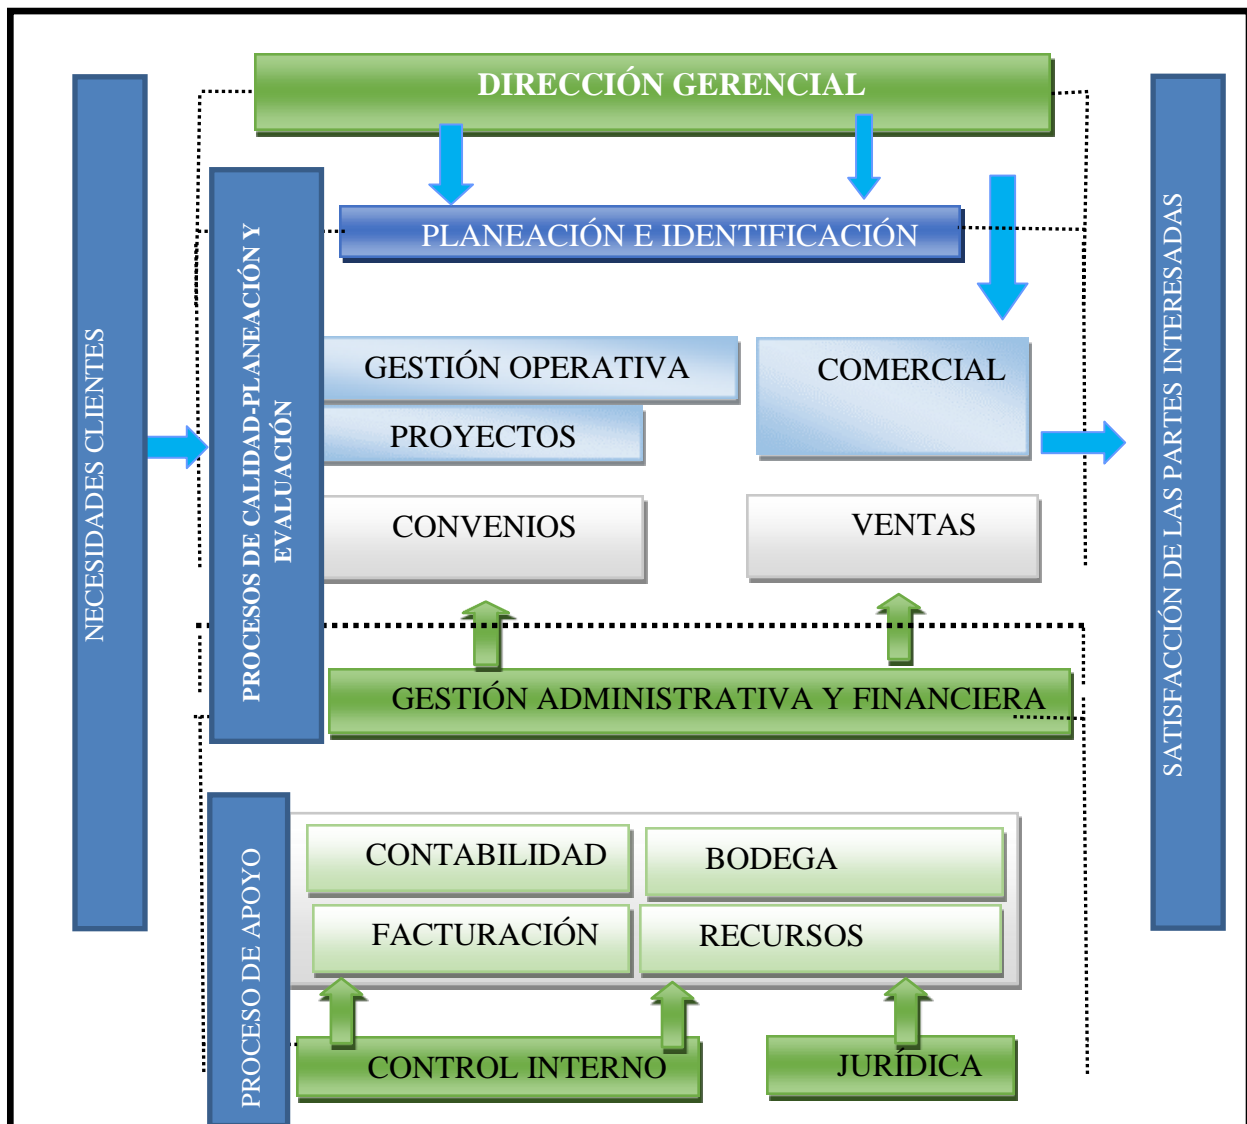 DIRECCIÓN GERENCIAL
NECESIDADES CLIENTES
PROCESOS DE CALIDAD-PLANEACIÓN Y
EVALUACIÓN
PLANEACIÓN E IDENTIFICACIÓN
GESTIÓN OPERATIVA
COMERCIAL
PROYECTOS
CONVENIOS
VENTAS
GESTIÓN ADMINISTRATIVA Y FINANCIERA
SATISFACCIÓN DE LAS PARTES INTERESADAS
PROCESO DE APOYO
CONTABILIDAD
BODEGA
FACTURACIÓN
RECURSOS
CONTROL INTERNO
JURÍDICA